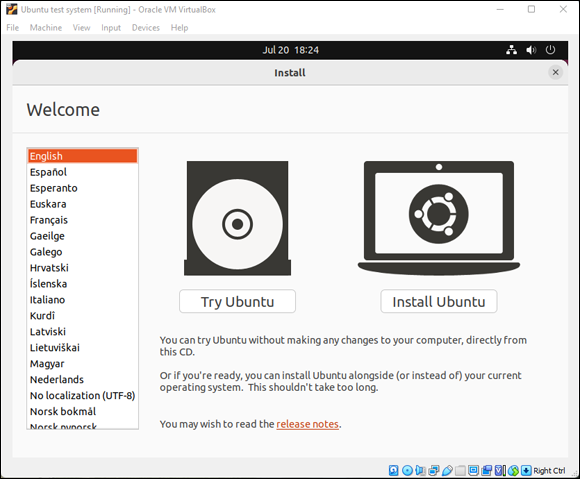 Ubuntu test system [Running] - Oracle VM VirtualBox
File Machine View Input Devices Help
Jul 20 18:24
Install
Welcome
English
Español
Esperanto
Euskara
Français
Gaeilge
Galego
Hrvatski
Íslenska
Italiano
Kurdî
Latviski
Lietuviškai
Magyar
Nederlands
No localization (UTF-8)
Norsk bokmål
Norsk nynorsk
Try Ubuntu
Install Ubuntu
You can try Ubuntu without making any changes to your computer, directly from
this CD.
Or if you're ready, you can install Ubuntu alongside (or instead of) your current
operating system. This shouldn't take too long.
You may wish to read the release notes.
Right Ctrl